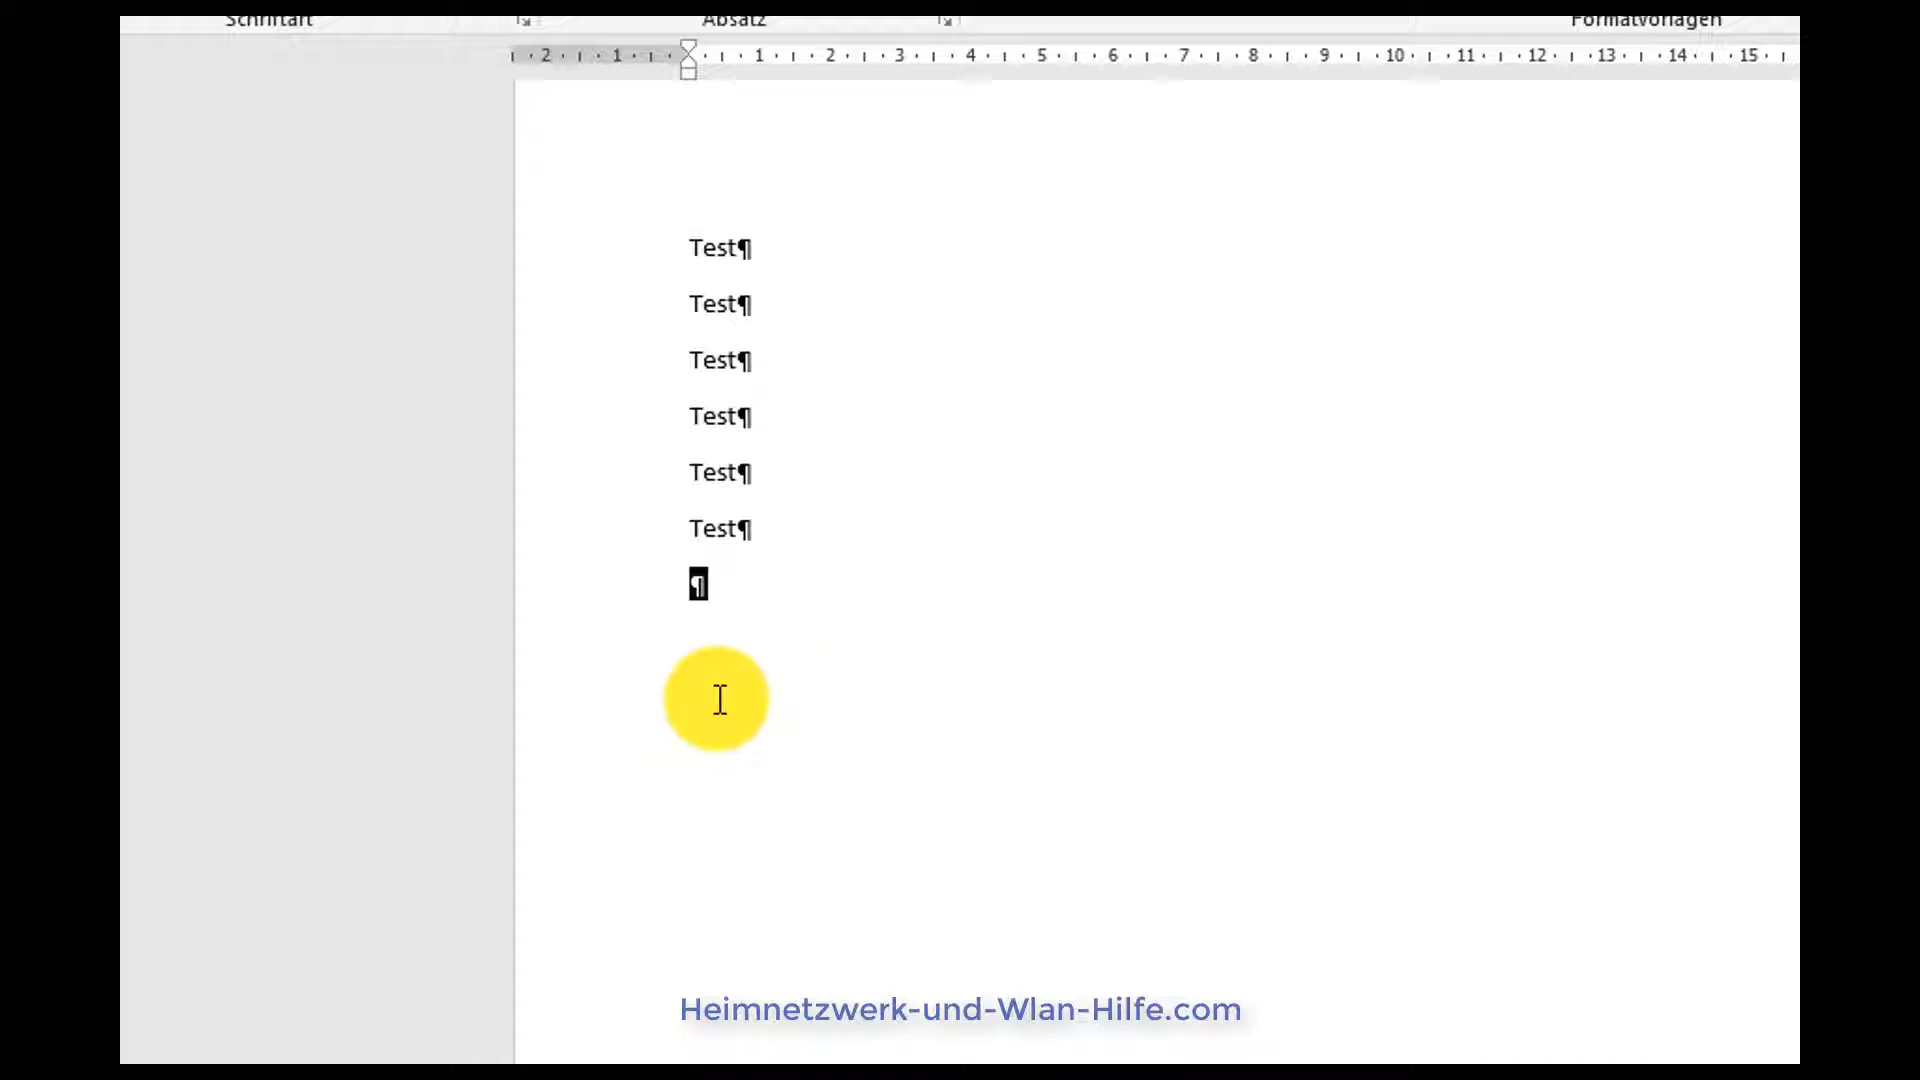 Schriftart Absatz Formatvorlagen
2 1 1 2 3 4 5 6 7 8 9 10 11 12 13 14 15
Test¶
Test¶
Test¶
Test¶
Test¶
Test¶
¶
Heimnetzwerk-und-Wlan-Hilfe.com